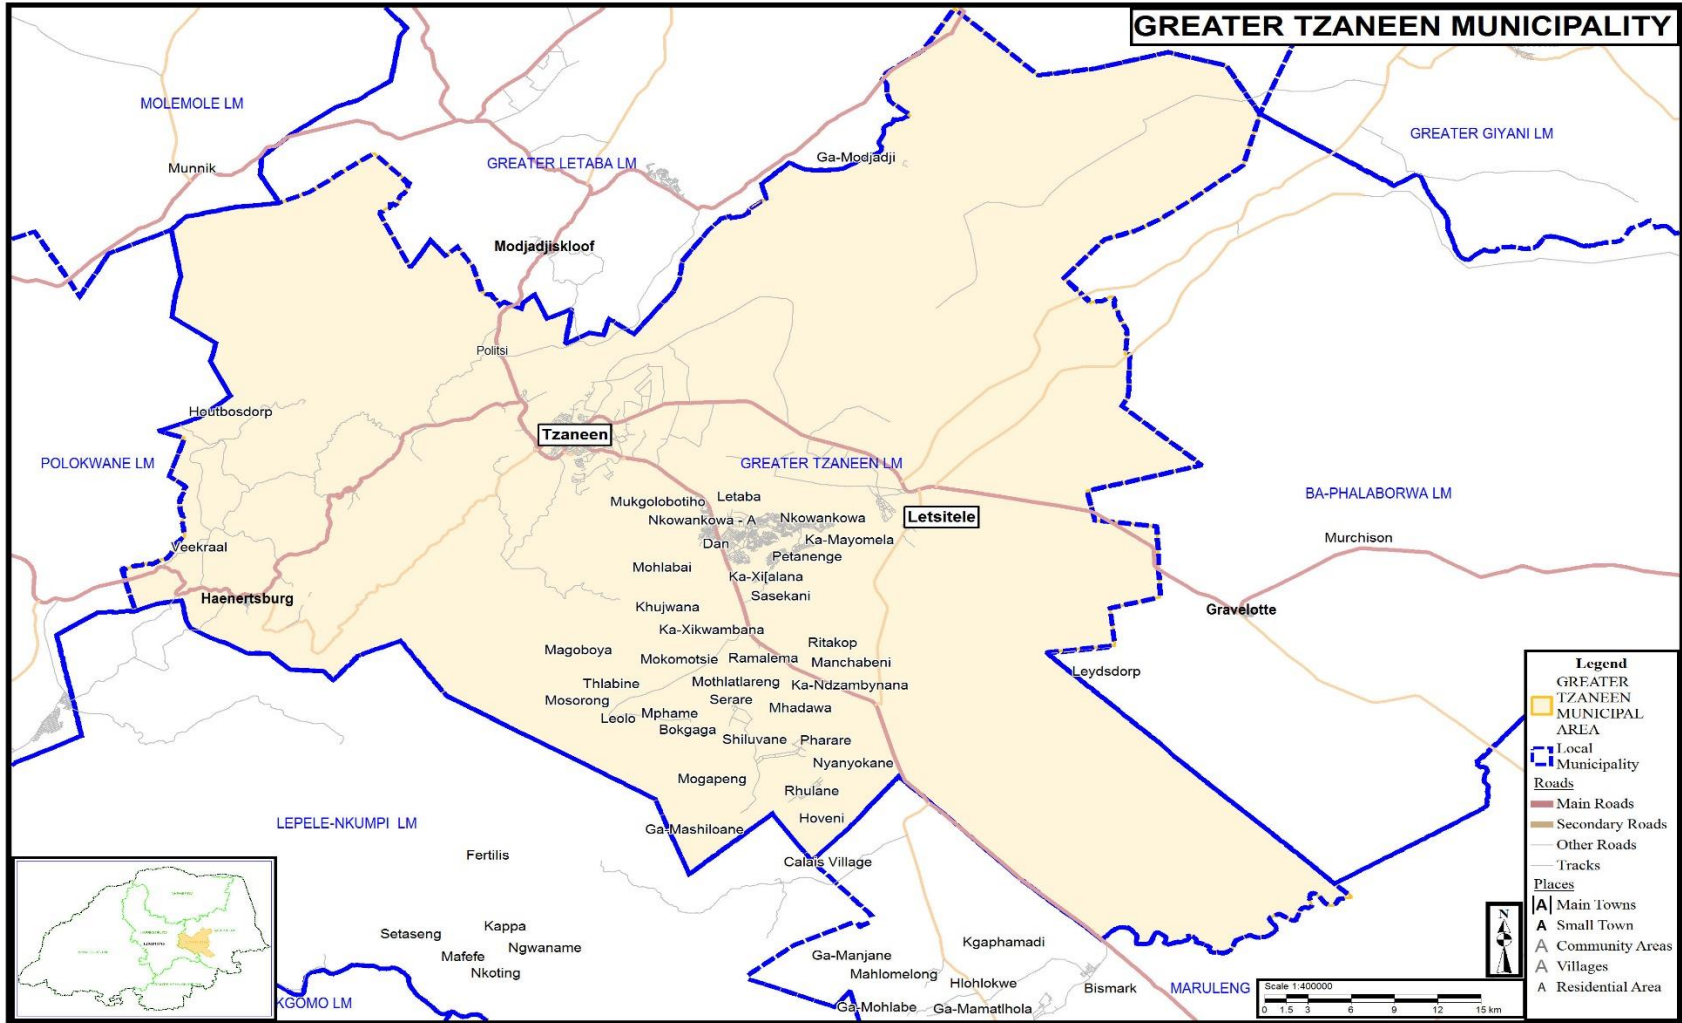 GREATER TZANEEN MUNICIPALITY
MOLEMOLE LM
GREATER GIYANI LM
Munnik
GREATER LETABA LM
Ga-Modjadji
Modjadjiskloof
Politsi
Houtbosdorp
Tzaneen
POLOKWANE LM
GREATER TZANEEN LM
BA-PHALABORWA LM
Mukgolobotiho
Letaba
Nkowankowa - A
Nkowankowa
Letsitele
Dan
Ka-Mayomela
Murchison
Veekraal
Petanenge
Mohlabai
Ka-Xi[alana
Sasekani
Haenertsburg
Khujwana
Gravelotte
Ka-Xikwambana
Ritakop
Magoboya
Mokomotsie
Ramalema
Manchabeni
Leydsdorp
Thlabine
Mothlatlareng
Ka-Ndzambynana
Mosorong
Serare
Mhadawa
Leolo
Mphame
Bokgaga
Shiluvane
Pharare
Nyanyokane
Mogapeng
Rhulane
Hoveni
LEPELE-NKUMPI LM
Ga-Mashiloane
Fertilis
Calais Village
Kappa
Setaseng
Ngwaname
Mafefe
Nkoting
Kgaphamadi
Ga-Manjane
Mahlomelong
Hlohlokwe
Bismark
KGOMO LM
Ga-Mohlabe
Ga-Mamatlhola
MARULENG
Legend
GREATER
TZANEEN
MUNICIPAL
AREA
Local
Municipality
Roads
Main Roads
Secondary Roads
Other Roads
Tracks
Places
A Main Towns
A Small Town
A Community Areas
A Villages
A Residential Area
N
Scale 1:400000
0 1.5 3 6 9 12 15 km